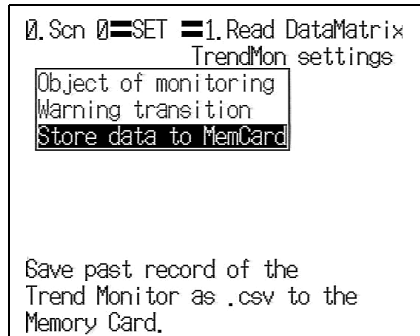 0.Scn 0=SET =1.Read DataMatrix
TrendMon settings
Object of monitoring
Warning transition
Store data to MemCard
Save past record of the
Trend Monitor as .csv to the
Memory Card.